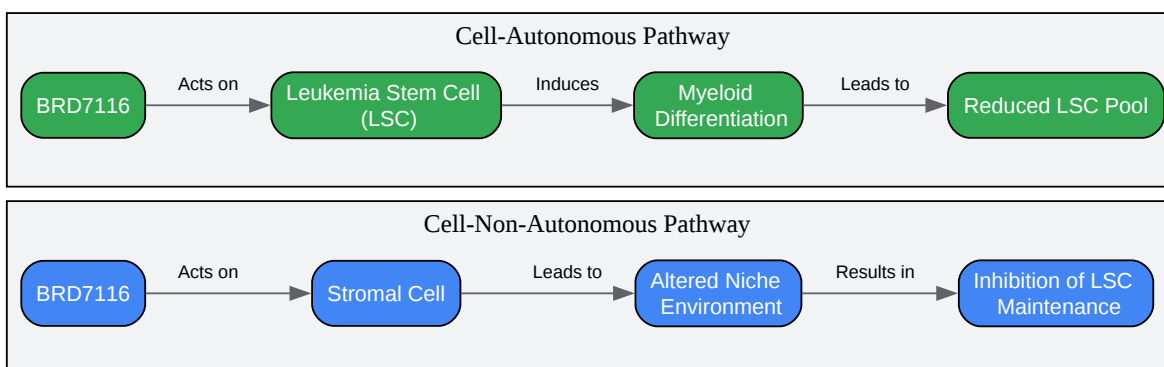 Cell-Autonomous Pathway
BRD7116
Acts on
Leukemia Stem Cell
(LSC)
Induces
Myeloid
Differentiation
Leads to
Reduced LSC Pool
Cell-Non-Autonomous Pathway
BRD7116
Acts on
Stromal Cell
Leads to
Altered Niche
Environment
Results in
Inhibition of LSC
Maintenance